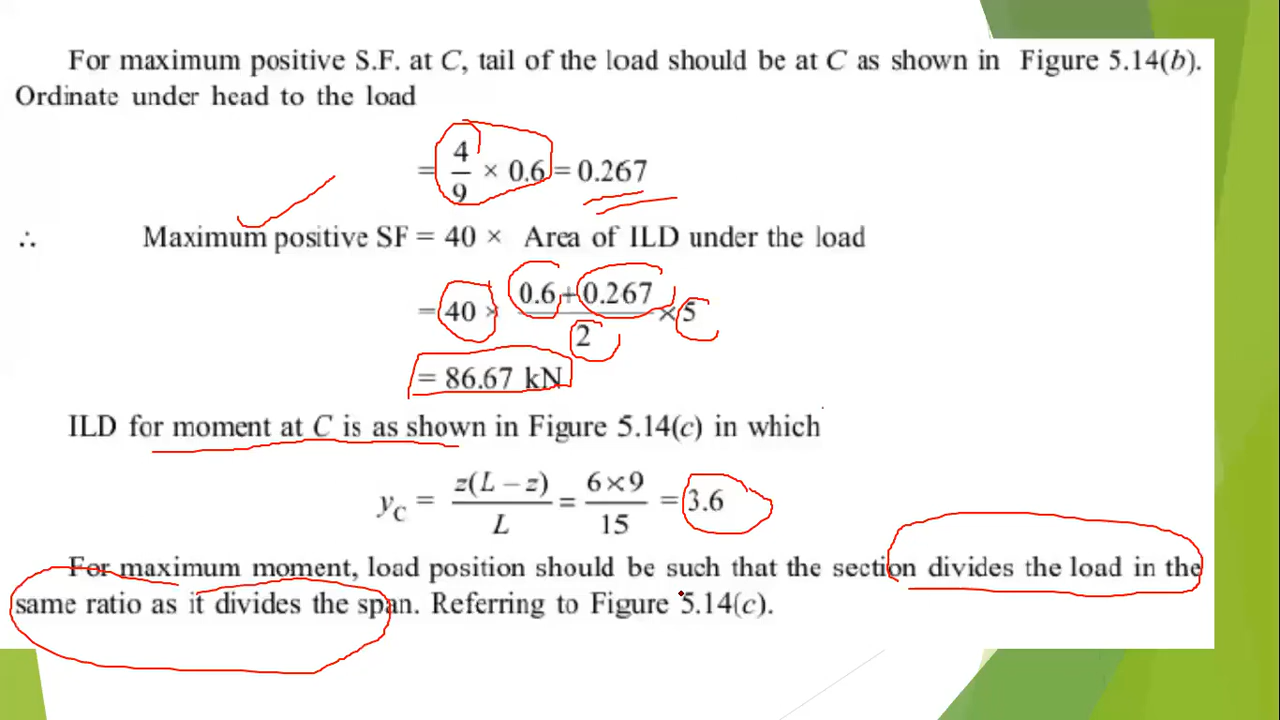 For maximum positive S.F. at C, tail of the load should be at C as shown in Figure 5.14(b).
Ordinate under head to the load
= 4/9 × 0.6 = 0.267
∴ Maximum positive SF = 40 × Area of ILD under the load
= 40 × (0.6+0.267)/2 × 5
= 86.67 kN
ILD for moment at C is as shown in Figure 5.14(c) in which
y_C = z(L – z)/L = 6×9/15 = 3.6
For maximum moment, load position should be such that the section divides the load in the
same ratio as it divides the span. Referring to Figure 5.14(c).